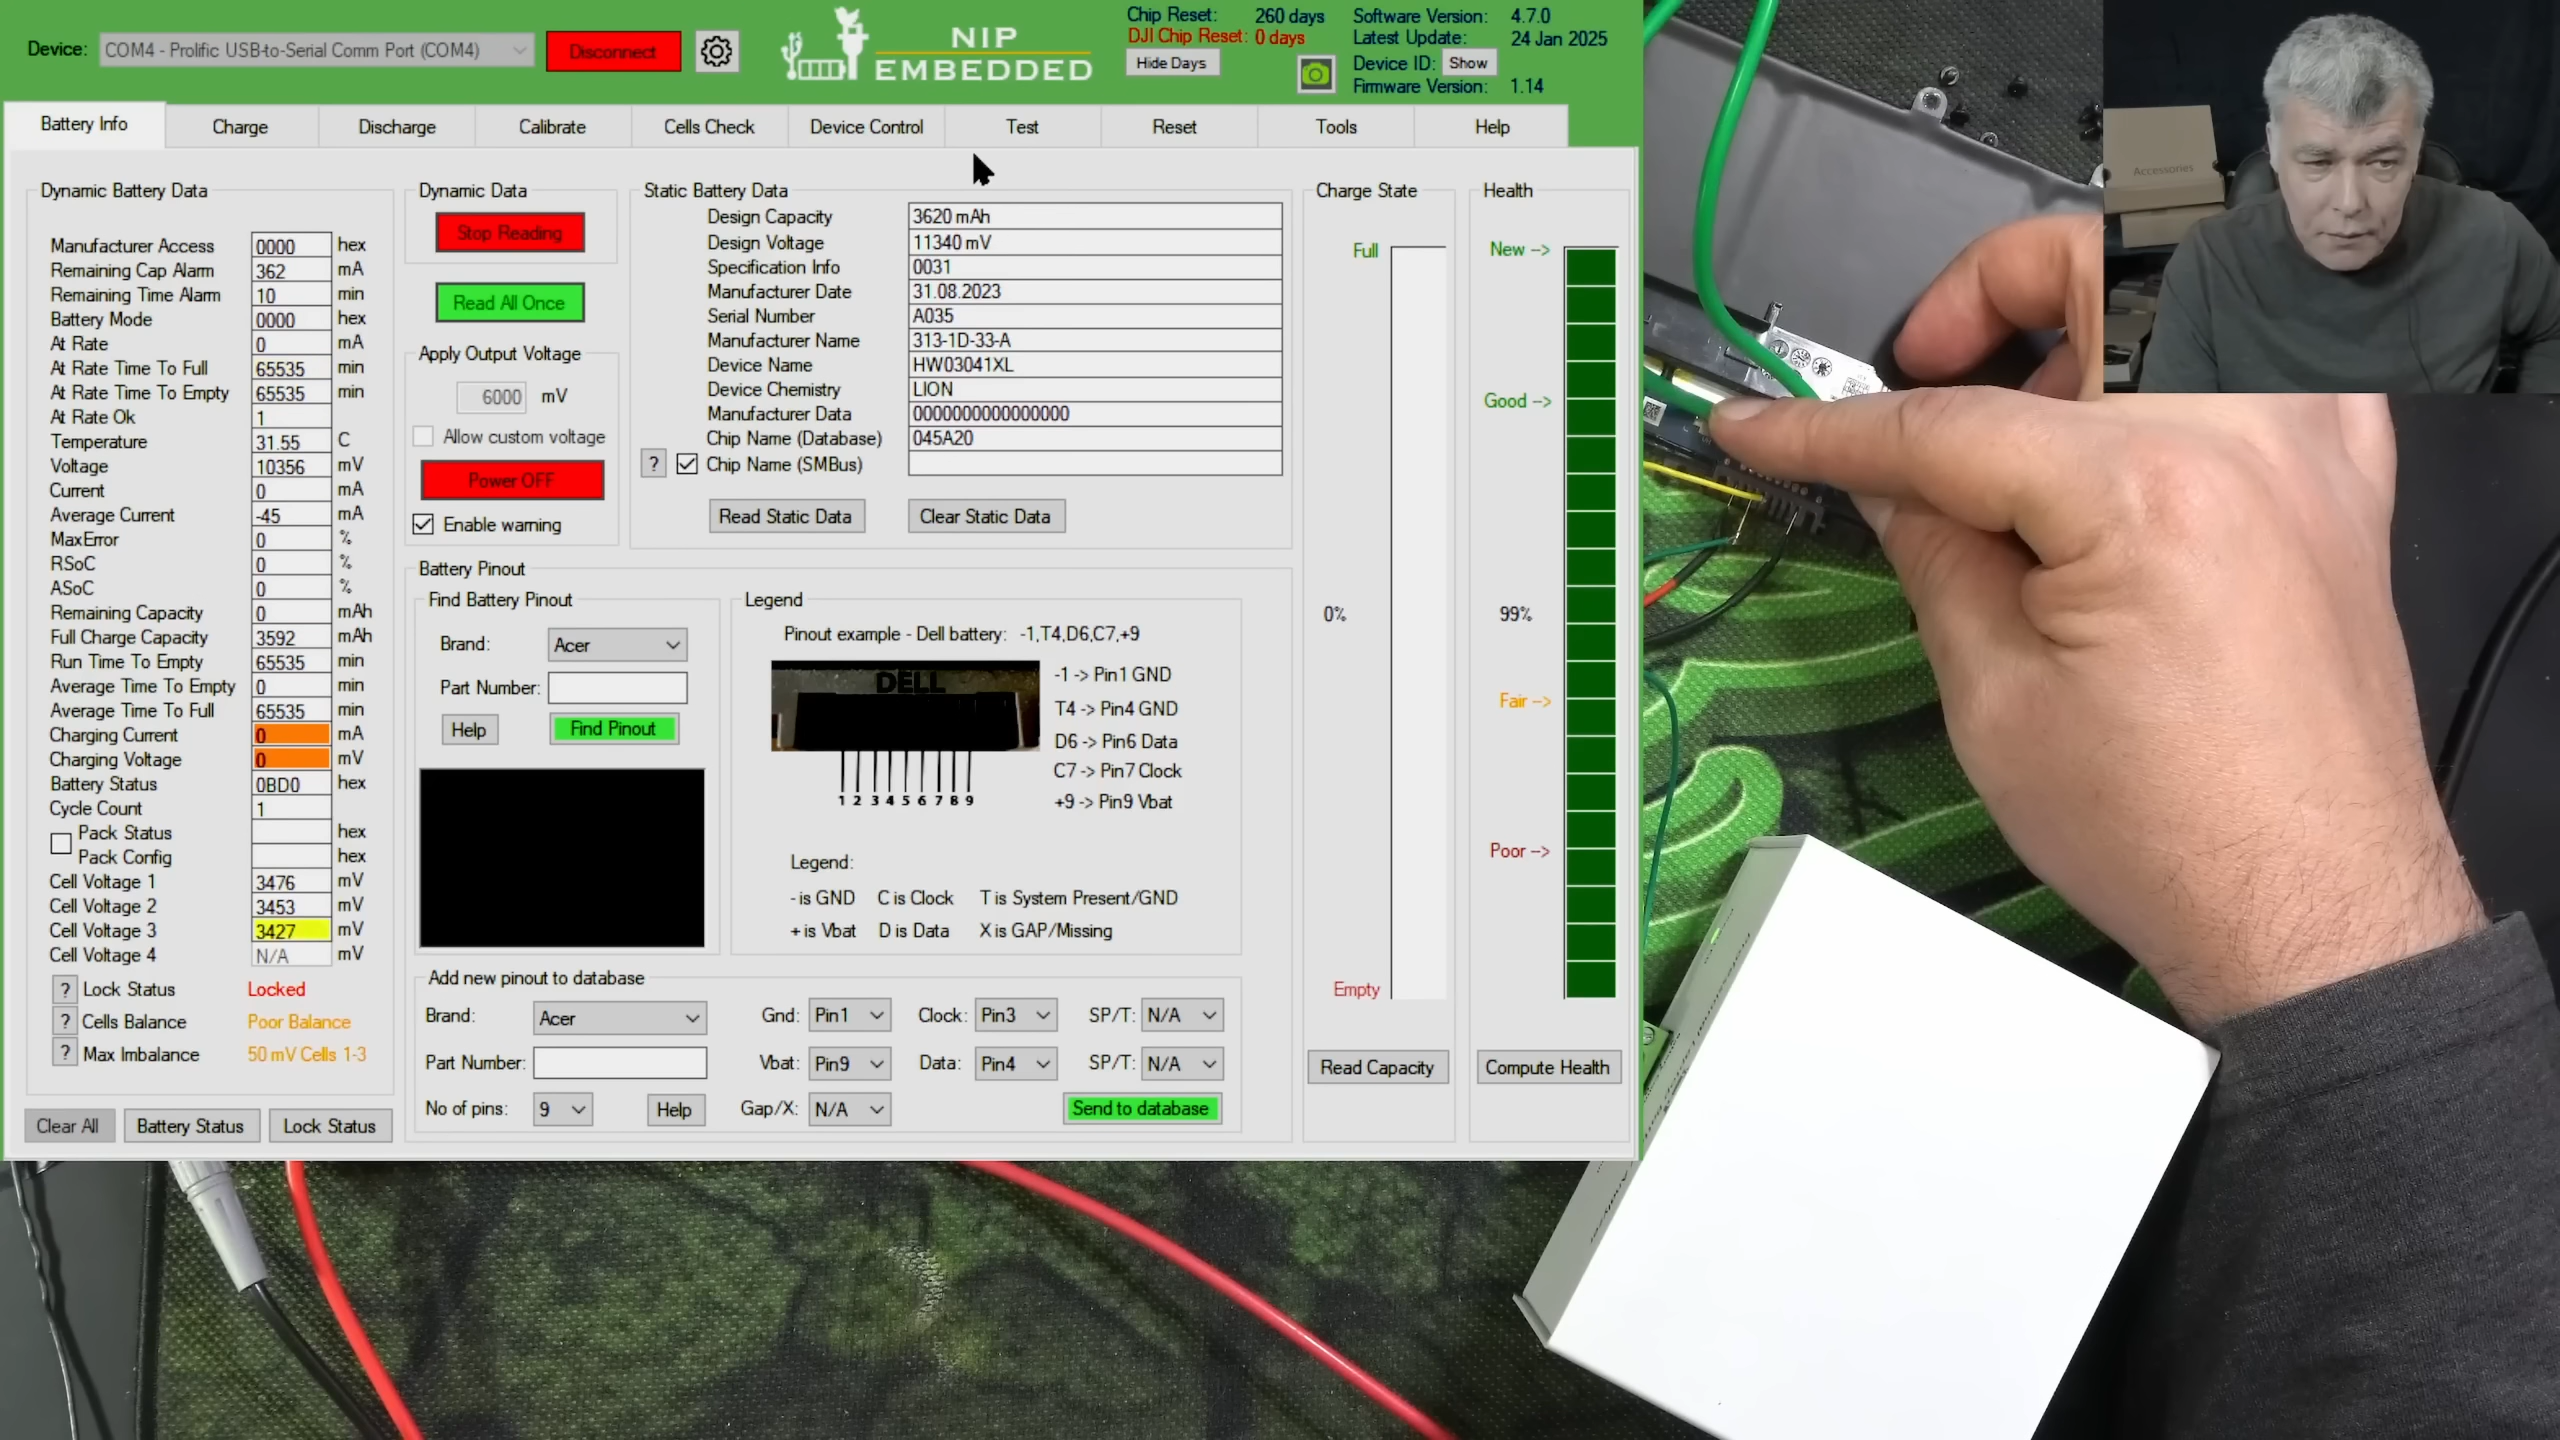 Device: COM4 - Prolific USB-to-Serial Comm Port (COM4) Disconnect
NIP
EMBEDDED
Chip Reset: 260 days
DJI Chip Reset: 0 days
Hide Days
Software Version: 4.7.0
Latest Update: 24 Jan 2025
Device ID: Show
Firmware Version: 1.14
Battery Info Charge Discharge Calibrate Cells Check Device Control Test Reset Tools Help
Dynamic Battery Data
Manufacturer Access 0000 hex
Remaining Cap Alarm 362 mA
Remaining Time Alarm 10 min
Battery Mode 0000 hex
At Rate 0 mA
At Rate Time To Full 65535 min
At Rate Time To Empty 65535 min
At Rate Ok 1
Temperature 31.55 C
Voltage 10356 mV
Current 0 mA
Average Current -45 mA
MaxError 0 %
RSoC 0 %
ASoC 0 %
Remaining Capacity 0 mAh
Full Charge Capacity 3592 mAh
Run Time To Empty 65535 min
Average Time To Empty 0 min
Average Time To Full 65535 min
Charging Current 0 mA
Charging Voltage 0 mV
Battery Status 0BD0 hex
Cycle Count 1
Pack Status hex
Pack Config hex
Cell Voltage 1 3476 mV
Cell Voltage 2 3453 mV
Cell Voltage 3 3427 mV
Cell Voltage 4 N/A mV
? Lock Status Locked
? Cells Balance Poor Balance
? Max Imbalance 50 mV Cells 1-3
Clear All Battery Status Lock Status
Dynamic Data
Stop Reading
Read All Once
Apply Output Voltage
6000 mV
Allow custom voltage
Power OFF
Enable warning
Static Battery Data
Design Capacity 3620 mAh
Design Voltage 11340 mV
Specification Info 0031
Manufacturer Date 31.08.2023
Serial Number A035
Manufacturer Name 313-1D-33-A
Device Name HW03041XL
Device Chemistry LION
Manufacturer Data 0000000000000000
Chip Name (Database) 045A20
? Chip Name (SMBus)
Read Static Data Clear Static Data
Battery Pinout
Find Battery Pinout
Brand: Acer
Part Number:
Help Find Pinout
Legend
Pinout example - Dell battery: -1,T4,D6,C7,+9
DELL
1 2 3 4 5 6 7 8 9
-1 -> Pin1 GND
T4 -> Pin4 GND
D6 -> Pin6 Data
C7 -> Pin7 Clock
+9 -> Pin9 Vbat
Legend:
- is GND C is Clock T is System Present/GND
+ is Vbat D is Data X is GAP/Missing
Add new pinout to database
Brand: Acer Gnd: Pin1 Clock: Pin3 SP/T: N/A
Part Number: Vbat: Pin9 Data: Pin4 SP/T: N/A
No of pins: 9 Help Gap/X: N/A Send to database
Charge State
Full
0%
Empty
Read Capacity
Health
New -->
Good -->
99%
Fair -->
Poor -->
Compute Health
Accessories